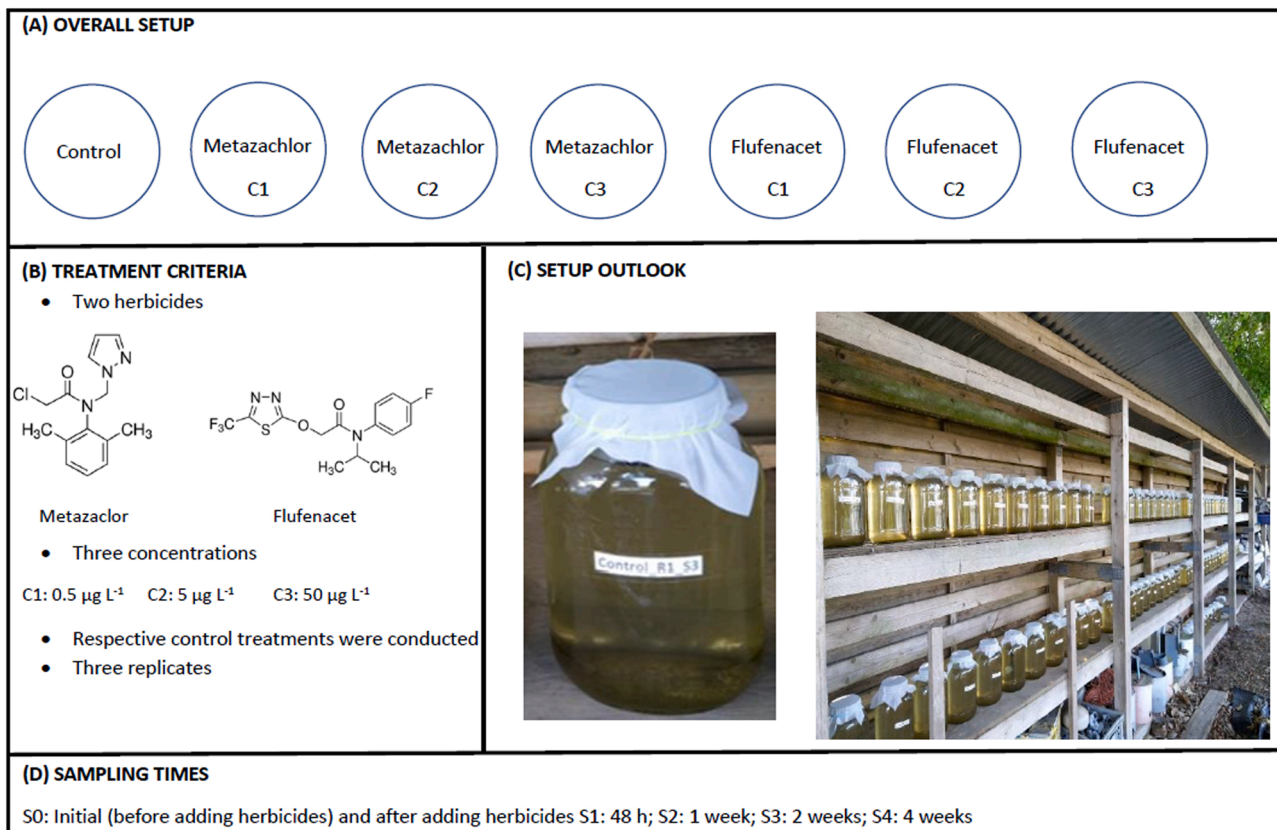 (A) OVERALL SETUP
Control
Metazachlor
C1
Metazachlor
C2
Metazachlor
C3
Flufenacet
C1
Flufenacet
C2
Flufenacet
C3
(B) TREATMENT CRITERIA
• Two herbicides
N
N
O
Cl
N
H₃C
CH₃
N N
F₃C
S
O
O
N
F
H₃C
CH₃
Metazaclor
Flufenacet
• Three concentrations
C1: 0.5 µg L⁻¹ C2: 5 µg L⁻¹ C3: 50 µg L⁻¹
• Respective control treatments were conducted
• Three replicates
(C) SETUP OUTLOOK
Control_R1_S3
(D) SAMPLING TIMES
S0: Initial (before adding herbicides) and after adding herbicides S1: 48 h; S2: 1 week; S3: 2 weeks; S4: 4 weeks